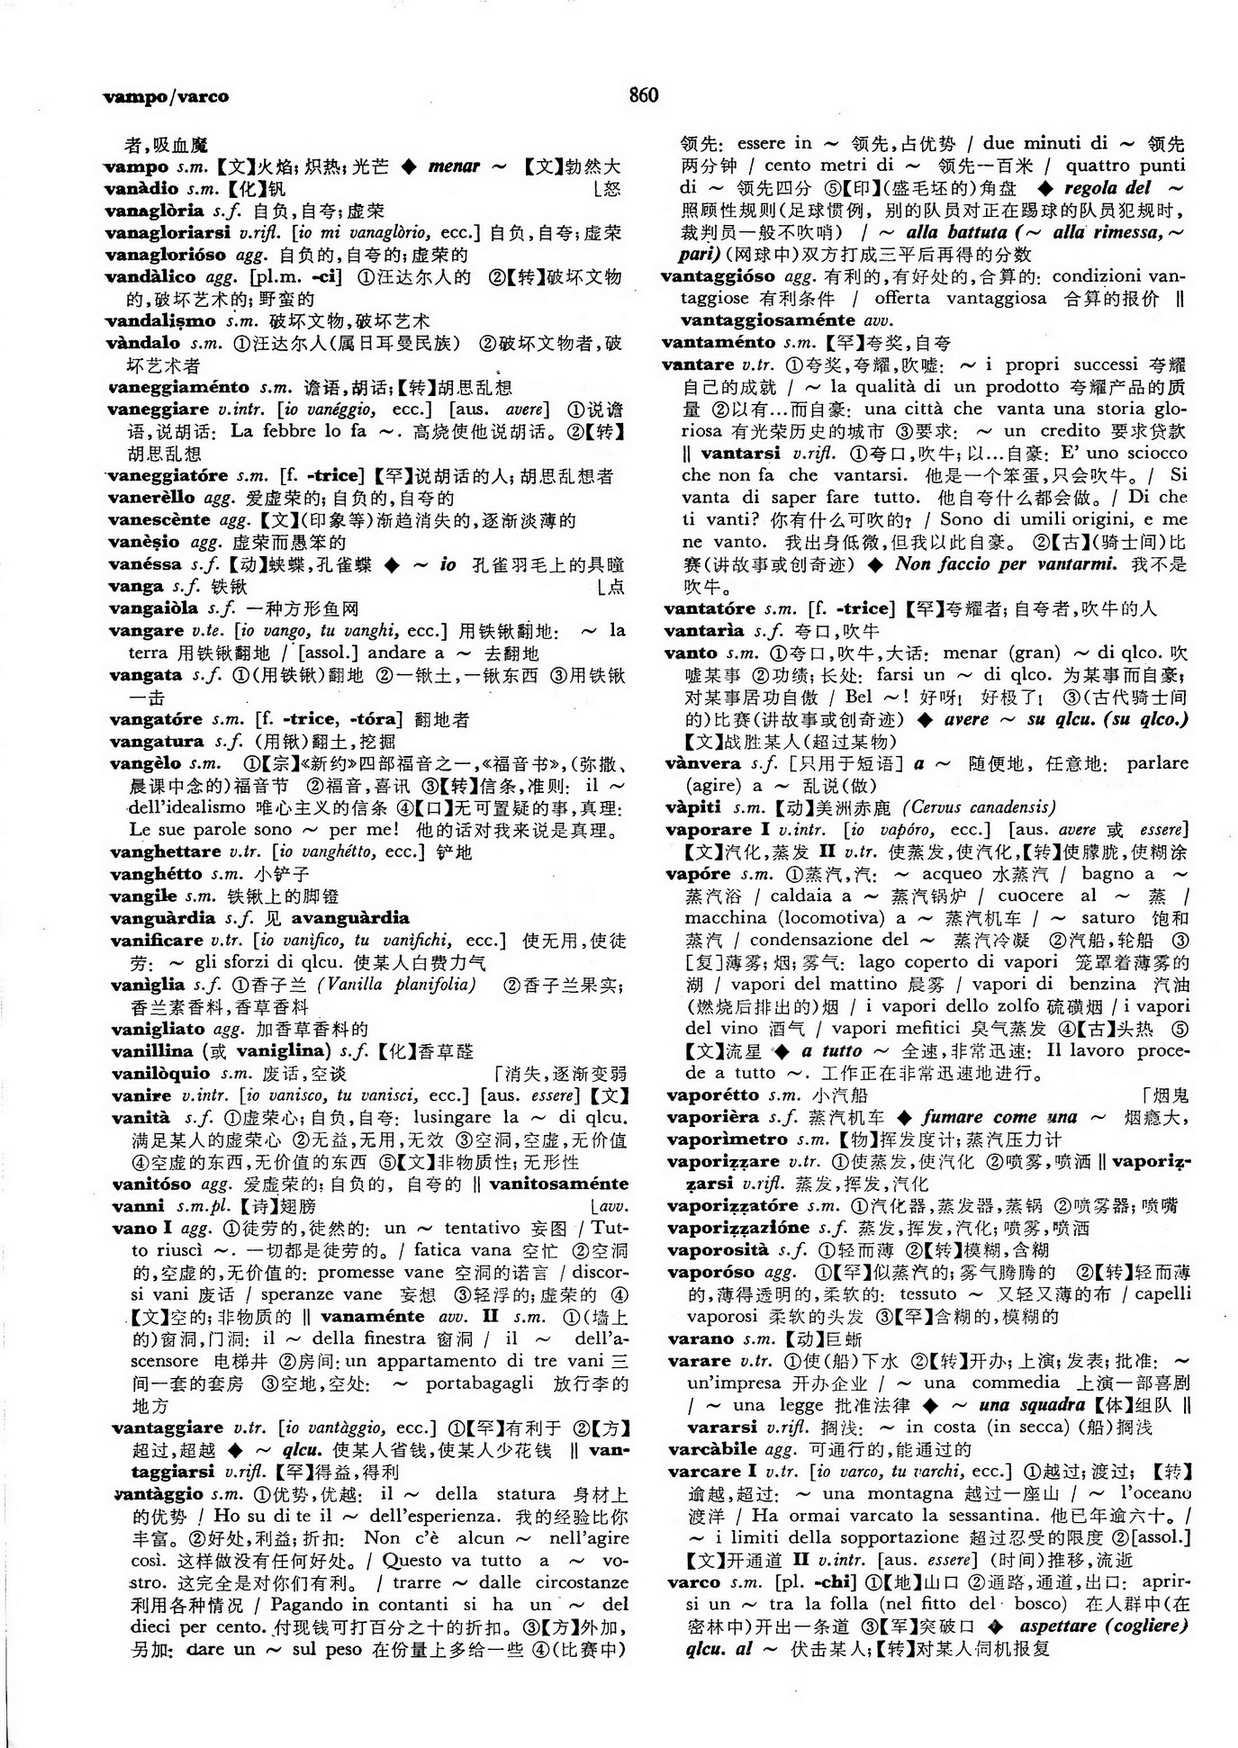 vampo/varco
860
者,吸血魔
vampo s.m.【文】火焰; 炽热; 光芒 ◆ menar ~ 【文】勃然大
vanàdio s.m.【化】钒 ⌊怒
vanaglòria s.f. 自负,自夸; 虚荣
vanagloriarsi v.rifl. [io mi vanaglòrio, ecc.] 自负,自夸; 虚荣
vanaglorióso agg. 自负的,自夸的; 虚荣的
vandàlico agg. [pl.m. -ci] ①汪达尔人的 ②【转】破坏文物
的,破坏艺术的; 野蛮的
vandalismo s.m. 破坏文物,破坏艺术
vàndalo s.m. ①汪达尔人(属日耳曼民族) ②破坏文物者,破
坏艺术者
vaneggiaménto s.m. 谵语,胡话;【转】胡思乱想
vaneggiare v.intr. [io vanéggio, ecc.] [aus. avere] ①说谵
语,说胡话: La febbre lo fa ~. 高烧使他说胡话。②【转】
胡思乱想
vaneggiatóre s.m. [f. -trice]【罕】说胡话的人; 胡思乱想者
vanerèllo agg. 爱虚荣的; 自负的,自夸的
vanescènte agg.【文】(印象等)渐趋消失的,逐渐淡薄的
vanèsio agg. 虚荣而愚笨的
vanéssa s.f.【动】蛱蝶,孔雀蝶 ◆ ~ io 孔雀羽毛上的具瞳
vanga s.f. 铁锹 ⌊点
vangaiòla s.f. 一种方形鱼网
vangare v.te. [io vango, tu vanghi, ecc.] 用铁锹翻地: ~ la
terra 用铁锹翻地 / [assol.] andare a ~ 去翻地
vangata s.f. ①(用铁锹)翻地 ②一锹土,一锹东西 ③用铁锹
一击
vangatóre s.m. [f. -trice, -tóra] 翻地者
vangatura s.f. (用锹)翻土,挖掘
vangèlo s.m. ①【宗】《新约》四部福音之一,《福音书》,(弥撒、
晨课中念的)福音节 ②福音,喜讯 ③【转】信条,准则: il ~
dell'idealismo 唯心主义的信条 ④【口】无可置疑的事,真理:
Le sue parole sono ~ per me! 他的话对我来说是真理。
vanghettare v.tr. [io vanghétto, ecc.] 铲地
vanghétto s.m. 小铲子
vangile s.m. 铁锹上的脚镫
vanguàrdia s.f. 见 avanguàrdia
vanificare v.tr. [io vanifico, tu vanifichi, ecc.] 使无用,使徒
劳: ~ gli sforzi di qlcu. 使某人白费力气
vaniglia s.f. ①香子兰 (Vanilla planifolia) ②香子兰果实;
香兰素香料,香草香料
vanigliato agg. 加香草香料的
vanillina (或 vaniglina) s.f.【化】香草醛
vanilòquio s.m. 废话,空谈 ⌈消失,逐渐变弱
vanire v.intr. [io vanisco, tu vanisci, ecc.] [aus. essere]【文】
vanità s.f. ①虚荣心; 自负,自夸: lusingare la ~ di qlcu.
满足某人的虚荣心 ②无益,无用,无效 ③空洞,空虚,无价值
④空虚的东西,无价值的东西 ⑤【文】非物质性; 无形性
vanitóso agg. 爱虚荣的; 自负的, 自夸的 ‖ vanitosaménte
vanni s.m.pl.【诗】翅膀 ⌊avv.
vano I agg. ①徒劳的,徒然的: un ~ tentativo 妄图 / Tut-
to riuscì ~. 一切都是徒劳的。/ fatica vana 空忙 ②空洞
的,空虚的,无价值的: promesse vane 空洞的诺言 / discor-
si vani 废话 / speranze vane 妄想 ③轻浮的; 虚荣的 ④
【文】空的; 非物质的 ‖ vanaménte avv. II s.m. ①(墙上
的)窗洞,门洞: il ~ della finestra 窗洞 / il ~ dell'a-
scensore 电梯井 ②房间: un appartamento di tre vani 三
间一套的套房 ③空地,空处: ~ portabagagli 放行李的
地方
vantaggiare v.tr. [io vantàggio, ecc.] ①【罕】有利于 ②【方】
超过,超越 ◆ ~ qlcu. 使某人省钱,使某人少花钱 ‖ van-
taggiarsi v.rifl.【罕】得益,得利
vantàggio s.m. ①优势,优越: il ~ della statura 身材上
的优势 / Ho su di te il ~ dell'esperienza. 我的经验比你
丰富。②好处,利益; 折扣: Non c'è alcun ~ nell'agire
così. 这样做没有任何好处。/ Questo va tutto a ~ vo-
stro. 这完全是对你们有利。 / trarre ~ dalle circostanze
利用各种情况 / Pagando in contanti si ha un ~ del
dieci per cento. 付现钱可打百分之十的折扣。③【方】外加,
另加: dare un ~ sul peso 在份量上多给一些 ④(比赛中)
领先: essere in ~ 领先,占优势 / due minuti di ~ 领先
两分钟 / cento metri di ~ 领先一百米 / quattro punti
di ~ 领先四分 ⑤【印】(盛毛坯的)角盘 ◆ regola del ~
照顾性规则(足球惯例, 别的队员对正在踢球的队员犯规时,
裁判员一般不吹哨) / ~ alla battuta (~ alla rimessa, ~
pari) (网球中)双方打成三平后再得的分数
vantaggióso agg. 有利的,有好处的,合算的: condizioni van-
taggiose 有利条件 / offerta vantaggiosa 合算的报价 ‖
vantaggiosaménte avv.
vantaménto s.m.【罕】夸奖,自夸
vantare v.tr. ①夸奖,夸耀,吹嘘: ~ i propri successi 夸耀
自己的成就 / ~ la qualità di un prodotto 夸耀产品的质
量 ②以有…而自豪: una città che vanta una storia glo-
riosa 有光荣历史的城市 ③要求: ~ un credito 要求贷款
‖ vantarsi v.rifl. ①夸口,吹牛; 以…自豪: E' uno sciocco
che non fa che vantarsi. 他是一个笨蛋,只会吹牛。/ Si
vanta di saper fare tutto. 他自夸什么都会做。/ Di che
ti vanti? 你有什么可吹的? / Sono di umili origini, e me
ne vanto. 我出身低微,但我以此自豪。 ②【古】(骑士间)比
赛(讲故事或创奇迹) ◆ Non faccio per vantarmi. 我不是
吹牛。
vantatóre s.m. [f. -trice]【罕】夸耀者; 自夸者,吹牛的人
vantaria s.f. 夸口,吹牛
vanto s.m. ①夸口,吹牛,大话: menar (gran) ~ di qlco. 吹
嘘某事 ②功绩; 长处: farsi un ~ di qlco. 为某事而自豪;
对某事居功自傲 / Bel ~! 好呀! 好极了! ③(古代骑士间
的)比赛(讲故事或创奇迹) ◆ avere ~ su qlcu. (su qlco.)
【文】战胜某人(超过某物)
vànvera s.f. [只用于短语] a ~ 随便地, 任意地: parlare
(agire) a ~ 乱说(做)
vàpiti s.m.【动】美洲赤鹿 (Cervus canadensis)
vaporare I v.intr. [io vapóro, ecc.] [aus. avere 或 essere]
【文】汽化,蒸发 II v.tr. 使蒸发,使汽化,【转】使朦胧,使糊涂
vapóre s.m. ①蒸汽,汽: ~ acqueo 水蒸汽 / bagno a ~
蒸汽浴 / caldaia a ~ 蒸汽锅炉 / cuocere al ~ 蒸 /
macchina (locomotiva) a ~ 蒸汽机车 / ~ saturo 饱和
蒸汽 / condensazione del ~ 蒸汽冷凝 ②汽船,轮船 ③
[复]薄雾; 烟; 雾气: lago coperto di vapori 笼罩着薄雾的
湖 / vapori del mattino 晨雾 / vapori di benzina 汽油
(燃烧后排出的)烟 / i vapori dello zolfo 硫磺烟 / i vapori
del vino 酒气 / vapori mefitici 臭气蒸发 ④【古】头热 ⑤
【文】流星 ◆ a tutto ~ 全速,非常迅速: Il lavoro proce-
de a tutto ~. 工作正在非常迅速地进行。
vaporétto s.m. 小汽船 ⌈烟鬼
vaporièra s.f. 蒸汽机车 ◆ fumare come una ~ 烟瘾大,
vaporìmetro s.m.【物】挥发度计; 蒸汽压力计
vaporizzare v.tr. ①使蒸发,使汽化 ②喷雾,喷洒 ‖ vaporiz-
zarsi v.rifl. 蒸发,挥发,汽化
vaporizzatóre s.m. ①汽化器,蒸发器,蒸锅 ②喷雾器; 喷嘴
vaporizzazióne s.f. 蒸发,挥发,汽化; 喷雾,喷洒
vaporosità s.f. ①轻而薄 ②【转】模糊,含糊
vaporóso agg. ①【罕】似蒸汽的; 雾气腾腾的 ②【转】轻而薄
的,薄得透明的,柔软的: tessuto ~ 又轻又薄的布 / capelli
vaporosi 柔软的头发 ③【罕】含糊的,模糊的
varano s.m.【动】巨蜥
varare v.tr. ①使(船)下水 ②【转】开办; 上演; 发表; 批准: ~
un'impresa 开办企业 / ~ una commedia 上演一部喜剧
/ ~ una legge 批准法律 ◆ ~ una squadra【体】组队 ‖
vararsi v.rifl. 搁浅: ~ in costa (in secca) (船)搁浅
varcàbile agg. 可通行的,能通过的
varcare I v.tr. [io varco, tu varchi, ecc.] ①越过; 渡过; 【转】
逾越,超过: ~ una montagna 越过一座山 / ~ l'oceano
渡洋 / Ha ormai varcato la sessantina. 他已年逾六十。/
~ i limiti della sopportazione 超过忍受的限度 ②[assol.]
【文】开通道 II v.intr. [aus. essere] (时间)推移,流逝
varco s.m. [pl. -chi] ①【地】山口 ②通路,通道,出口: aprir-
si un ~ tra la folla (nel fitto del bosco) 在人群中(在
密林中)开出一条道 ③【军】突破口 ◆ aspettare (cogliere)
qlcu. al ~ 伏击某人;【转】对某人伺机报复